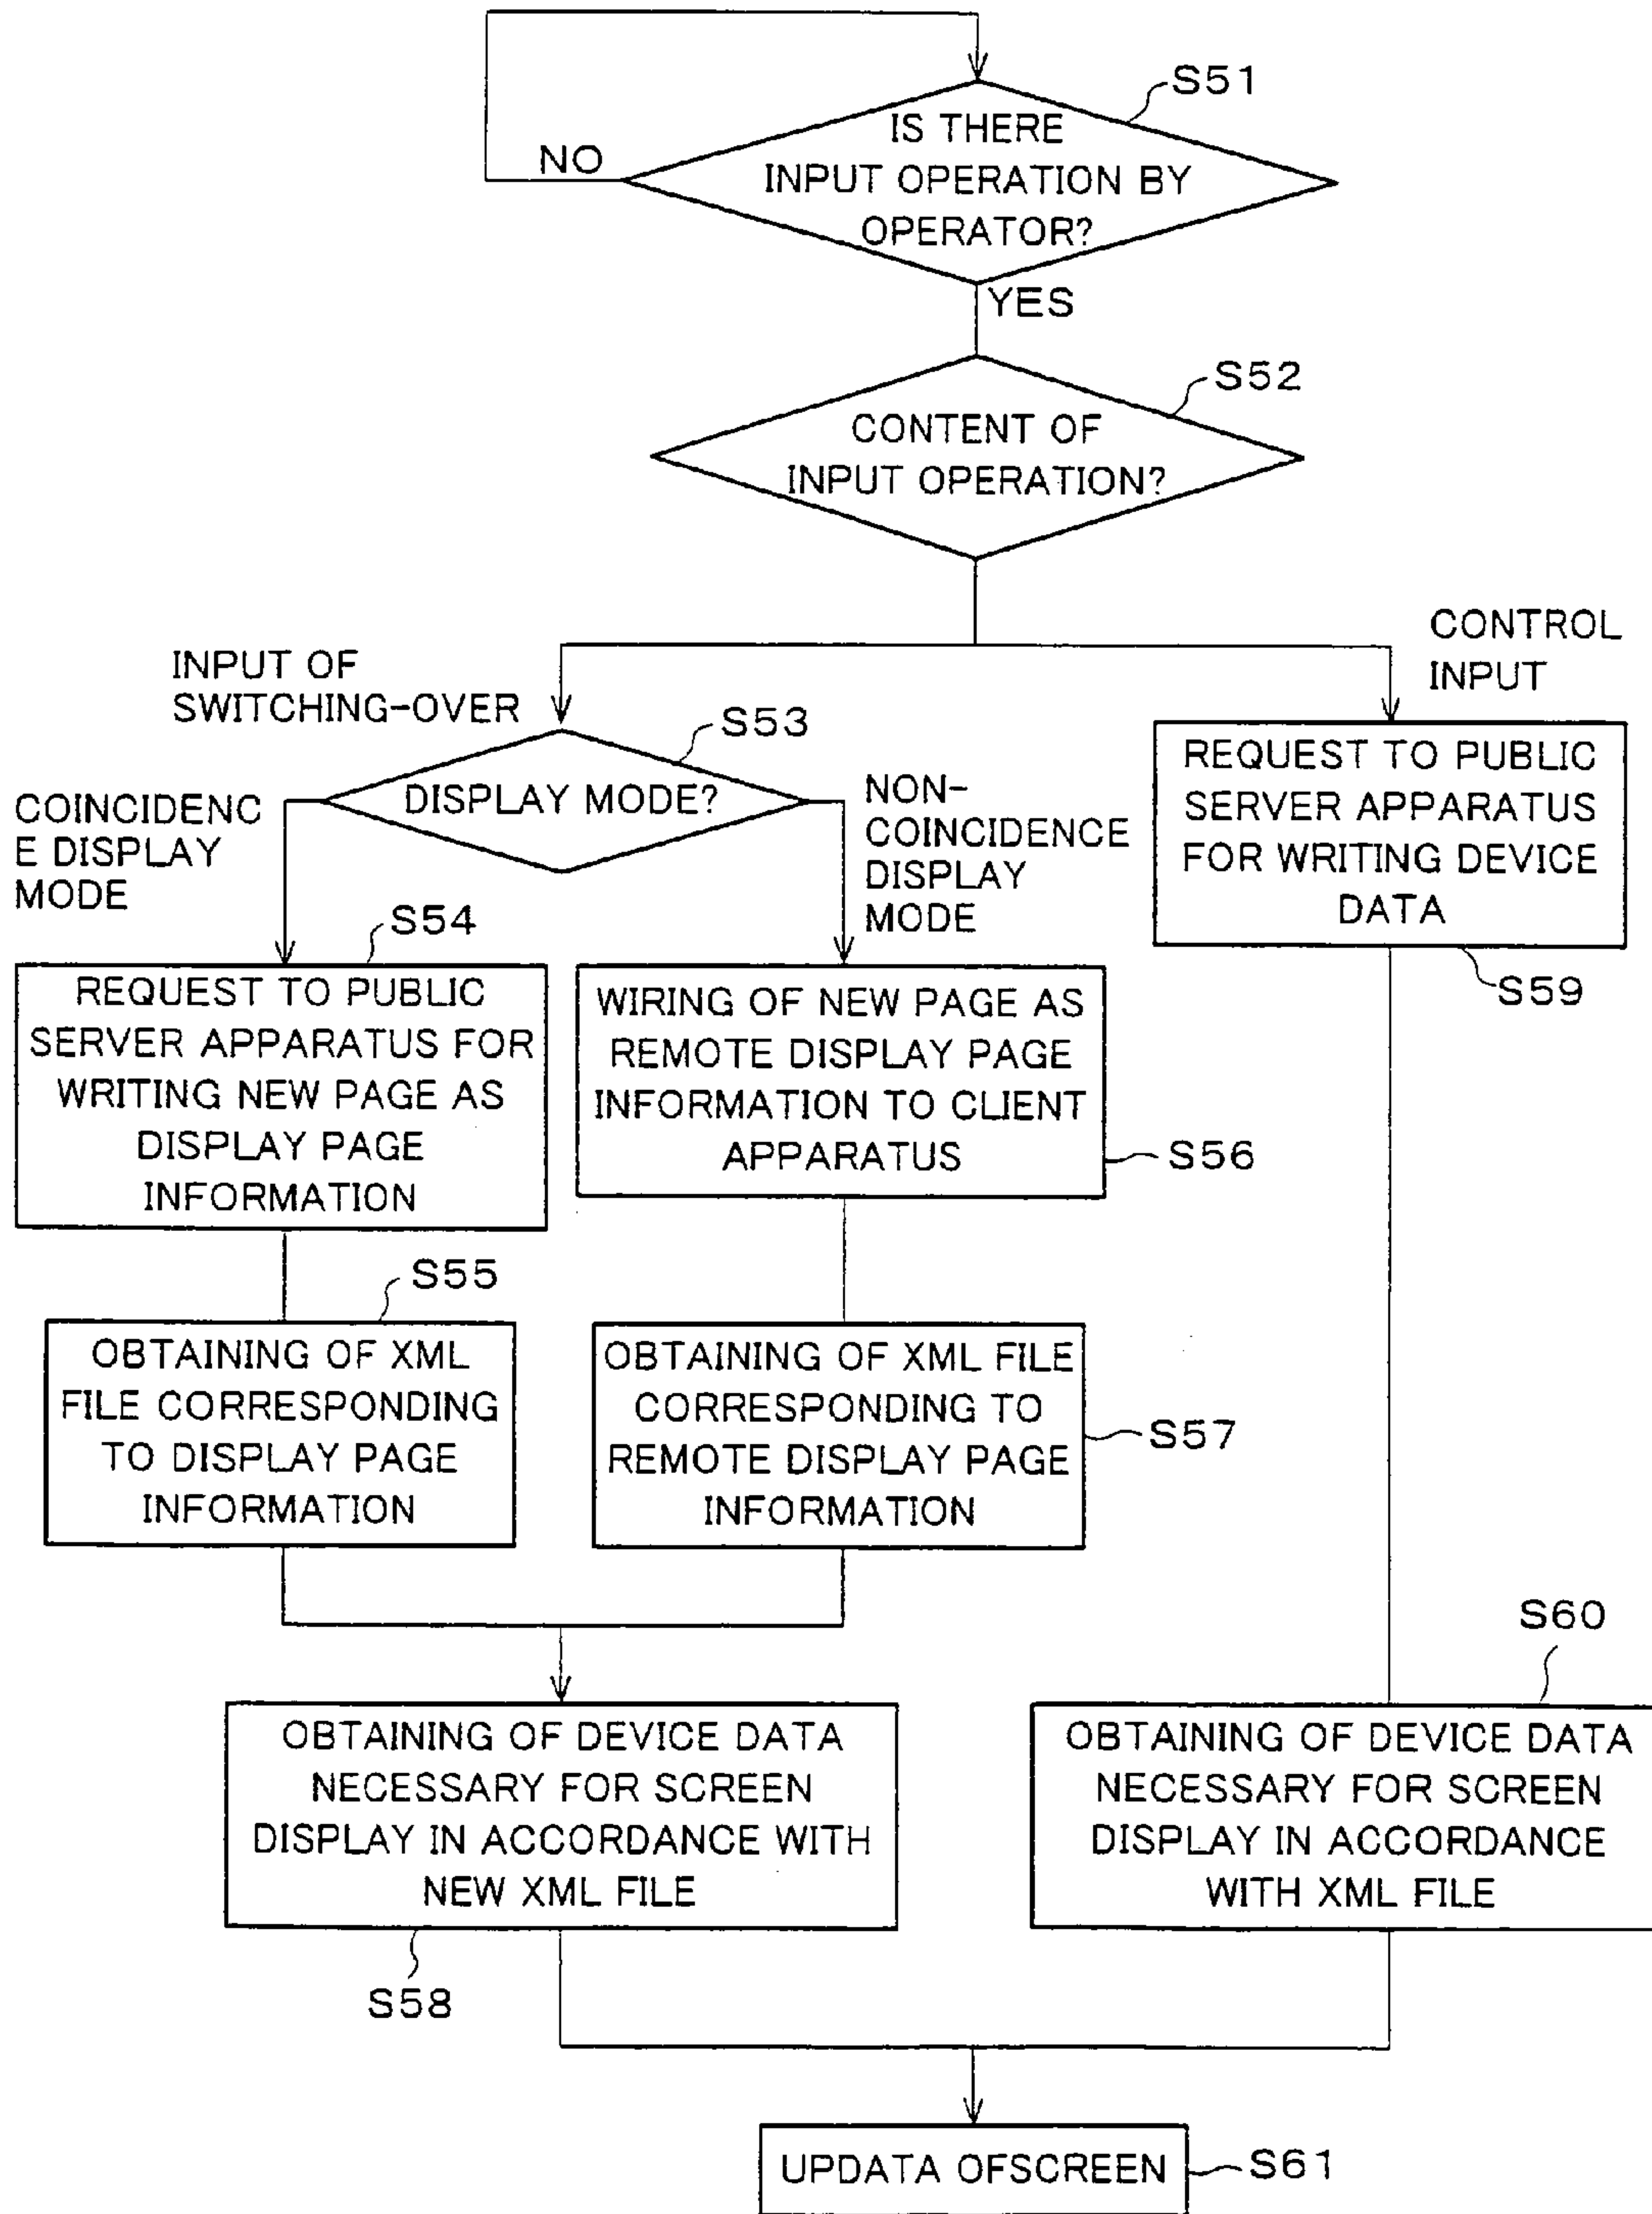 S51
IS THERE
INPUT OPERATION BY
OPERATOR?
NO
YES
S52
CONTENT OF
INPUT OPERATION?
INPUT OF
SWITCHING-OVER
CONTROL
INPUT
S53
DISPLAY MODE?
COINCIDENC
E DISPLAY
MODE
NON-
COINCIDENCE
DISPLAY
MODE
REQUEST TO PUBLIC
SERVER APPARATUS
FOR WRITING DEVICE
DATA
S59
S54
REQUEST TO PUBLIC
SERVER APPARATUS FOR
WRITING NEW PAGE AS
DISPLAY PAGE
INFORMATION
WIRING OF NEW PAGE AS
REMOTE DISPLAY PAGE
INFORMATION TO CLIENT
APPARATUS
S56
S55
OBTAINING OF XML
FILE CORRESPONDING
TO DISPLAY PAGE
INFORMATION
OBTAINING OF XML FILE
CORRESPONDING TO
REMOTE DISPLAY PAGE
INFORMATION
S57
OBTAINING OF DEVICE DATA
NECESSARY FOR SCREEN
DISPLAY IN ACCORDANCE WITH
NEW XML FILE
S58
S60
OBTAINING OF DEVICE DATA
NECESSARY FOR SCREEN
DISPLAY IN ACCORDANCE
WITH XML FILE
UPDATA OFSCREEN
S61